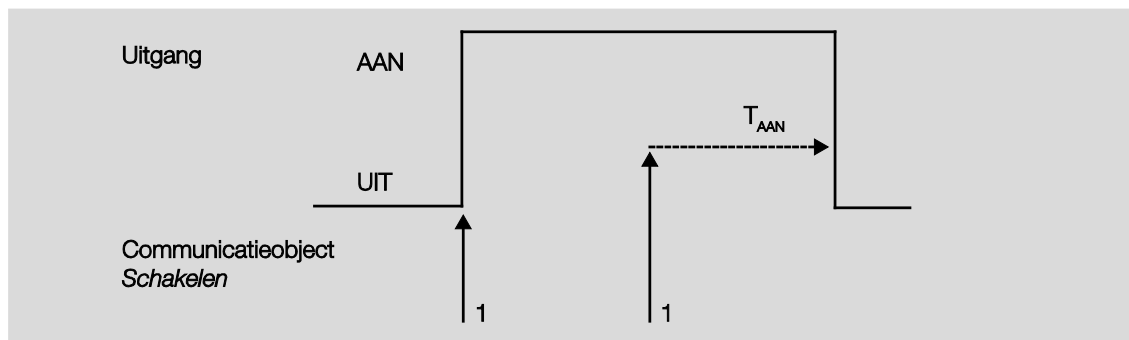 Uitgang
AAN
T_AAN
UIT
Communicatieobject
Schakelen
1
1